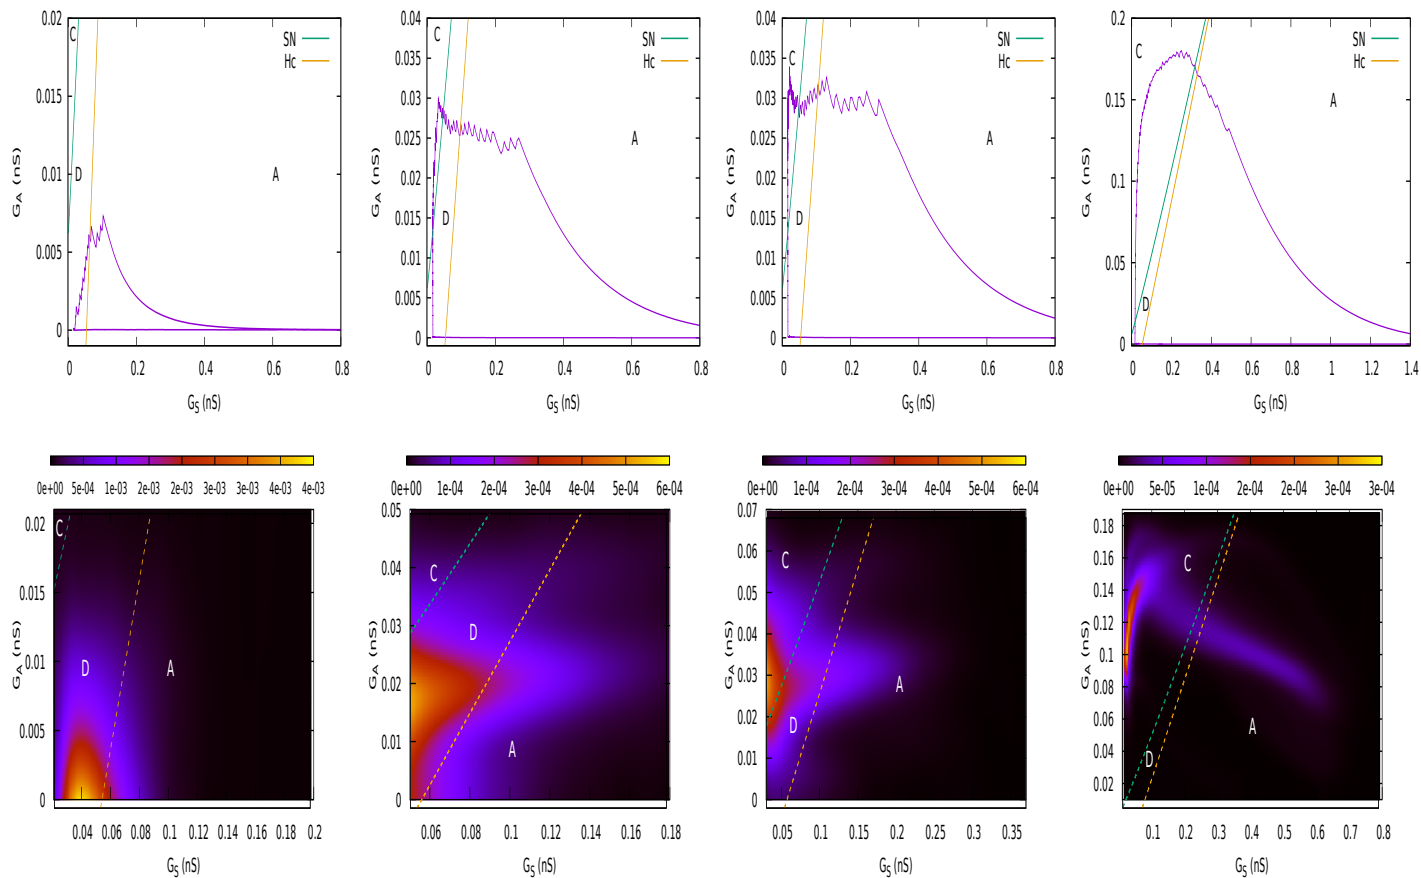 0.02 0.015 0.01 0.005 0
C
D
A
SN
Hc
G_A (nS)
0 0.2 0.4 0.6 0.8
G_S (nS)
0.04 0.035 0.03 0.025 0.02 0.015 0.01 0.005 0
C
D
A
SN
Hc
G_A (nS)
0 0.2 0.4 0.6 0.8
G_S (nS)
0.04 0.035 0.03 0.025 0.02 0.015 0.01 0.005 0
C
D
A
SN
Hc
G_A (nS)
0 0.2 0.4 0.6 0.8
G_S (nS)
0.2 0.15 0.1 0.05 0
C
D
A
SN
Hc
G_A (nS)
0 0.2 0.4 0.6 0.8 1 1.2 1.4
G_S (nS)
0e+00 5e-04 1e-03 2e-03 2e-03 3e-03 3e-03 4e-03 4e-03
0.02 0.015 0.01 0.005 0
C
D
A
G_A (nS)
0.04 0.06 0.08 0.1 0.12 0.14 0.16 0.18 0.2
G_S (nS)
0e+00 1e-04 2e-04 3e-04 4e-04 5e-04 6e-04
0.05 0.04 0.03 0.02 0.01 0
C
D
A
G_A (nS)
0.06 0.08 0.1 0.12 0.14 0.16 0.18
G_S (nS)
0e+00 1e-04 2e-04 3e-04 4e-04 5e-04 6e-04
0.07 0.06 0.05 0.04 0.03 0.02 0.01 0
C
D
A
G_A (nS)
0.05 0.1 0.15 0.2 0.25 0.3 0.35
G_S (nS)
0e+00 5e-05 1e-04 2e-04 2e-04 3e-04 3e-04
0.18 0.16 0.14 0.12 0.1 0.08 0.06 0.04 0.02
C
D
A
G_A (nS)
0.1 0.2 0.3 0.4 0.5 0.6 0.7 0.8
G_S (nS)